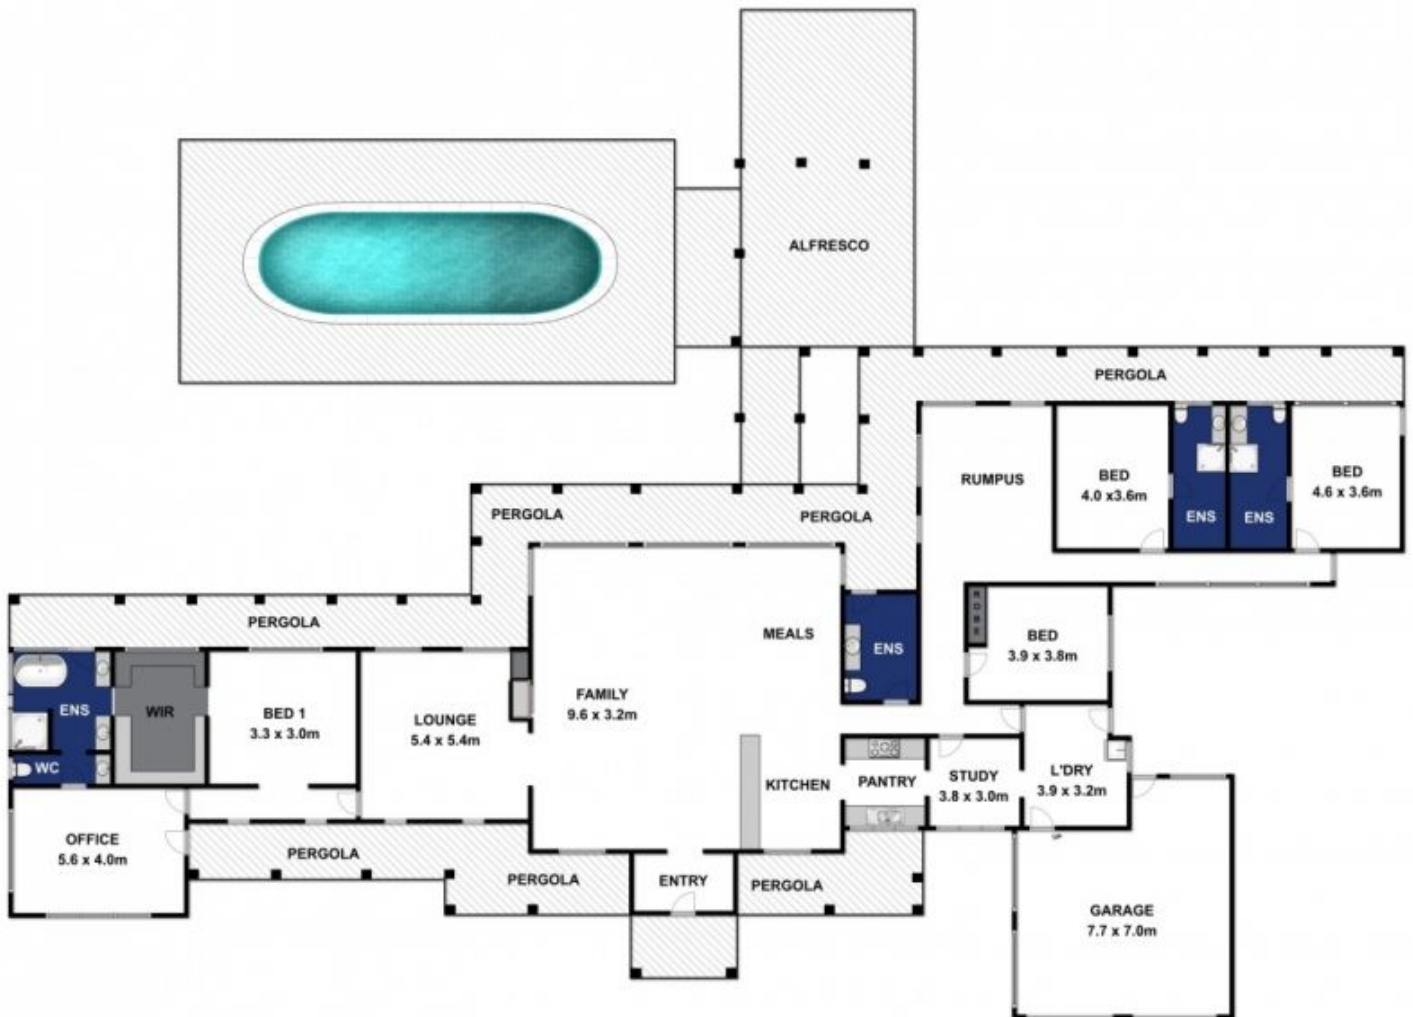 ALFRESCO
PERGOLA
BED
4.0 x3.6m
ENS
ENS
BED
4.6 x 3.6m
RUMPUS
PERGOLA
PERGOLA
PERGOLA
MEALS
ENS
ROBE
BED
3.9 x 3.8m
ENS
WC
WIR
BED 1
3.3 x 3.0m
LOUNGE
5.4 x 5.4m
FAMILY
9.6 x 3.2m
KITCHEN
PANTRY
STUDY
3.8 x 3.0m
L'DRY
3.9 x 3.2m
OFFICE
5.6 x 4.0m
PERGOLA
PERGOLA
ENTRY
PERGOLA
GARAGE
7.7 x 7.0m